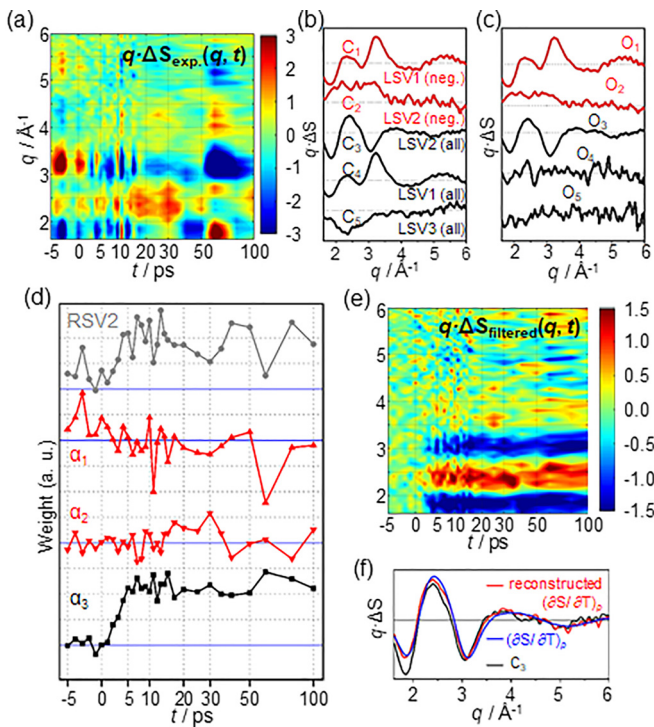 (a)
q·ΔS_exp.(q, t)
q / Å⁻¹
6
5
4
3
2
-5 0 5 10 20 30 50 100
t / ps
3
2
1
0
-1
-2
-3
(b)
C₁
LSV1 (neg.)
C₂
LSV2 (neg.)
C₃
LSV2 (all)
C₄
LSV1 (all)
C₅
LSV3 (all)
q·ΔS
2 3 4 5 6
q / Å⁻¹
(c)
O₁
O₂
O₃
O₄
O₅
q·ΔS
2 3 4 5 6
q / Å⁻¹
(d)
RSV2
α₁
α₂
α₃
Weight (a. u.)
-5 0 5 10 20 30 50 100
t / ps
(e)
q·ΔS_filtered(q, t)
6
5
4
3
2
-5 0 5 10 20 30 50 100
t / ps
1.5
1.0
0.5
0.0
-0.5
-1.0
-1.5
(f)
reconstructed
(∂S/∂T)ρ
(∂S/∂T)ρ
C₃
q·ΔS
2 3 4 5 6
q / Å⁻¹